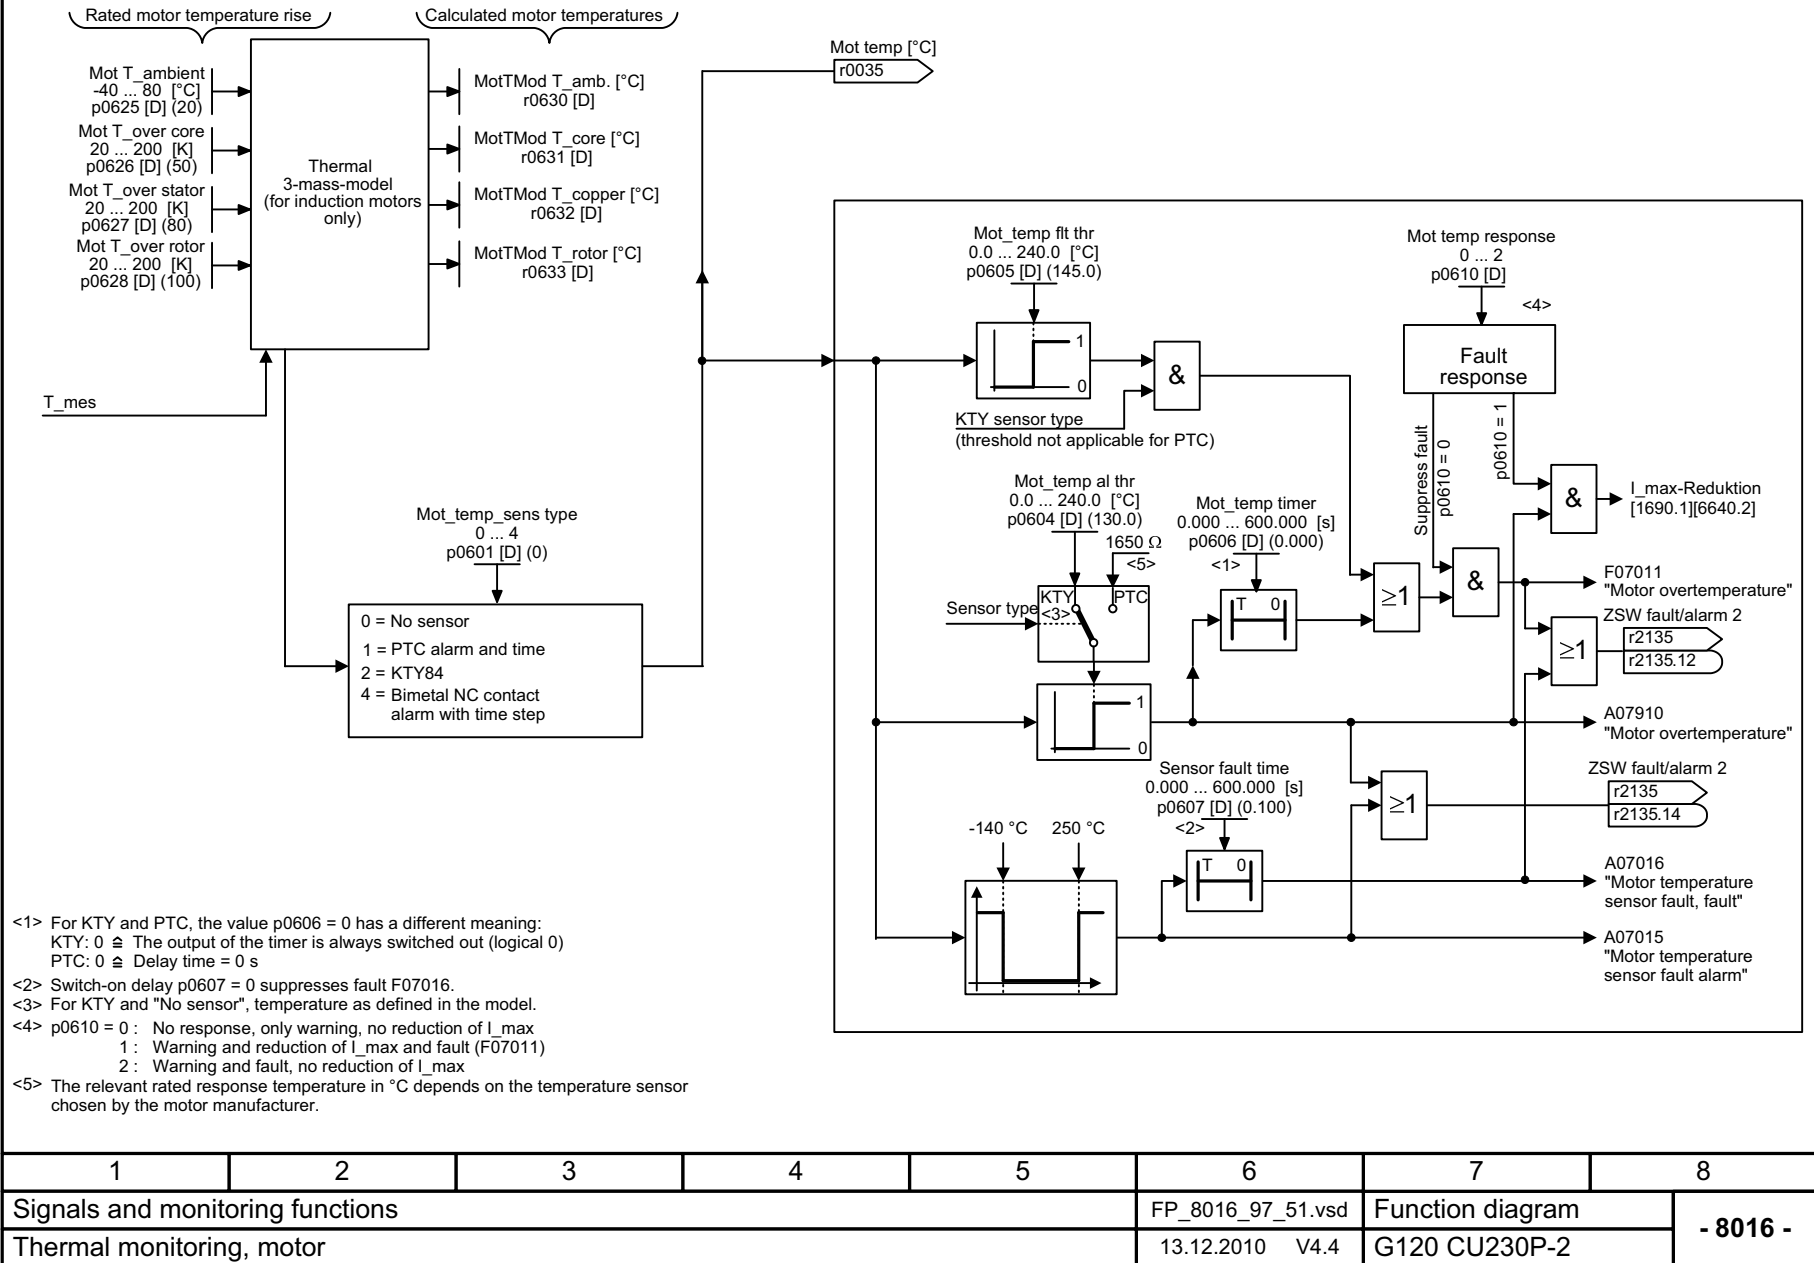 Rated motor temperature rise
Calculated motor temperatures
Mot T_ambient
-40 ... 80 [°C]
p0625 [D] (20)
Mot T_over core
20 ... 200 [K]
p0626 [D] (50)
Mot T_over stator
20 ... 200 [K]
p0627 [D] (80)
Mot T_over rotor
20 ... 200 [K]
p0628 [D] (100)
Thermal
3-mass-model
(for induction motors
only)
MotTMod T_amb. [°C]
r0630 [D]
MotTMod T_core [°C]
r0631 [D]
MotTMod T_copper [°C]
r0632 [D]
MotTMod T_rotor [°C]
r0633 [D]
T_mes
Mot temp [°C]
r0035
Mot_temp_sens type
0 ... 4
p0601 [D] (0)
0 = No sensor
1 = PTC alarm and time
2 = KTY84
4 = Bimetal NC contact
alarm with time step
Mot_temp flt thr
0.0 ... 240.0 [°C]
p0605 [D] (145.0)
1
0
&
KTY sensor type
(threshold not applicable for PTC)
Mot temp response
0 ... 2
p0610 [D]
<4>
Fault
response
Suppress fault
p0610 = 0
p0610 = 1
&
I_max-Reduktion
[1690.1][6640.2]
Mot_temp al thr
0.0 ... 240.0 [°C]
p0604 [D] (130.0)
1650 Ω
<5>
Sensor type
KTY
<3>
PTC
1
0
Mot_temp timer
0.000 ... 600.000 [s]
p0606 [D] (0.000)
<1>
T 0
≥1
&
F07011
"Motor overtemperature"
ZSW fault/alarm 2
r2135
r2135.12
≥1
A07910
"Motor overtemperature"
Sensor fault time
0.000 ... 600.000 [s]
p0607 [D] (0.100)
<2>
T 0
≥1
ZSW fault/alarm 2
r2135
r2135.14
-140 °C
250 °C
A07016
"Motor temperature
sensor fault, fault"
A07015
"Motor temperature
sensor fault alarm"
<1> For KTY and PTC, the value p0606 = 0 has a different meaning:
KTY: 0 ≙ The output of the timer is always switched out (logical 0)
PTC: 0 ≙ Delay time = 0 s
<2> Switch-on delay p0607 = 0 suppresses fault F07016.
<3> For KTY and "No sensor", temperature as defined in the model.
<4> p0610 = 0 : No response, only warning, no reduction of I_max
1 : Warning and reduction of I_max and fault (F07011)
2 : Warning and fault, no reduction of I_max
<5> The relevant rated response temperature in °C depends on the temperature sensor
chosen by the motor manufacturer.
1 2 3 4 5 6 7 8
Signals and monitoring functions
FP_8016_97_51.vsd
Function diagram
- 8016 -
Thermal monitoring, motor
13.12.2010 V4.4
G120 CU230P-2